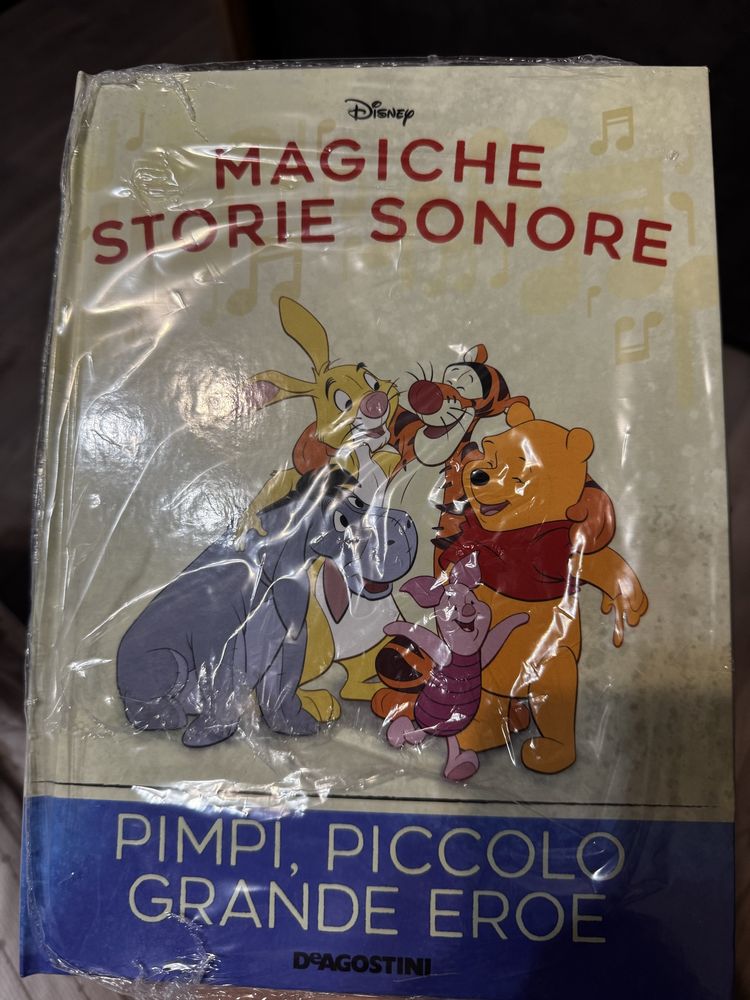 Disney
MAGICHE
STORIE SONORE
PIMPI, PICCOLO
GRANDE EROE
DeAGOSTINI